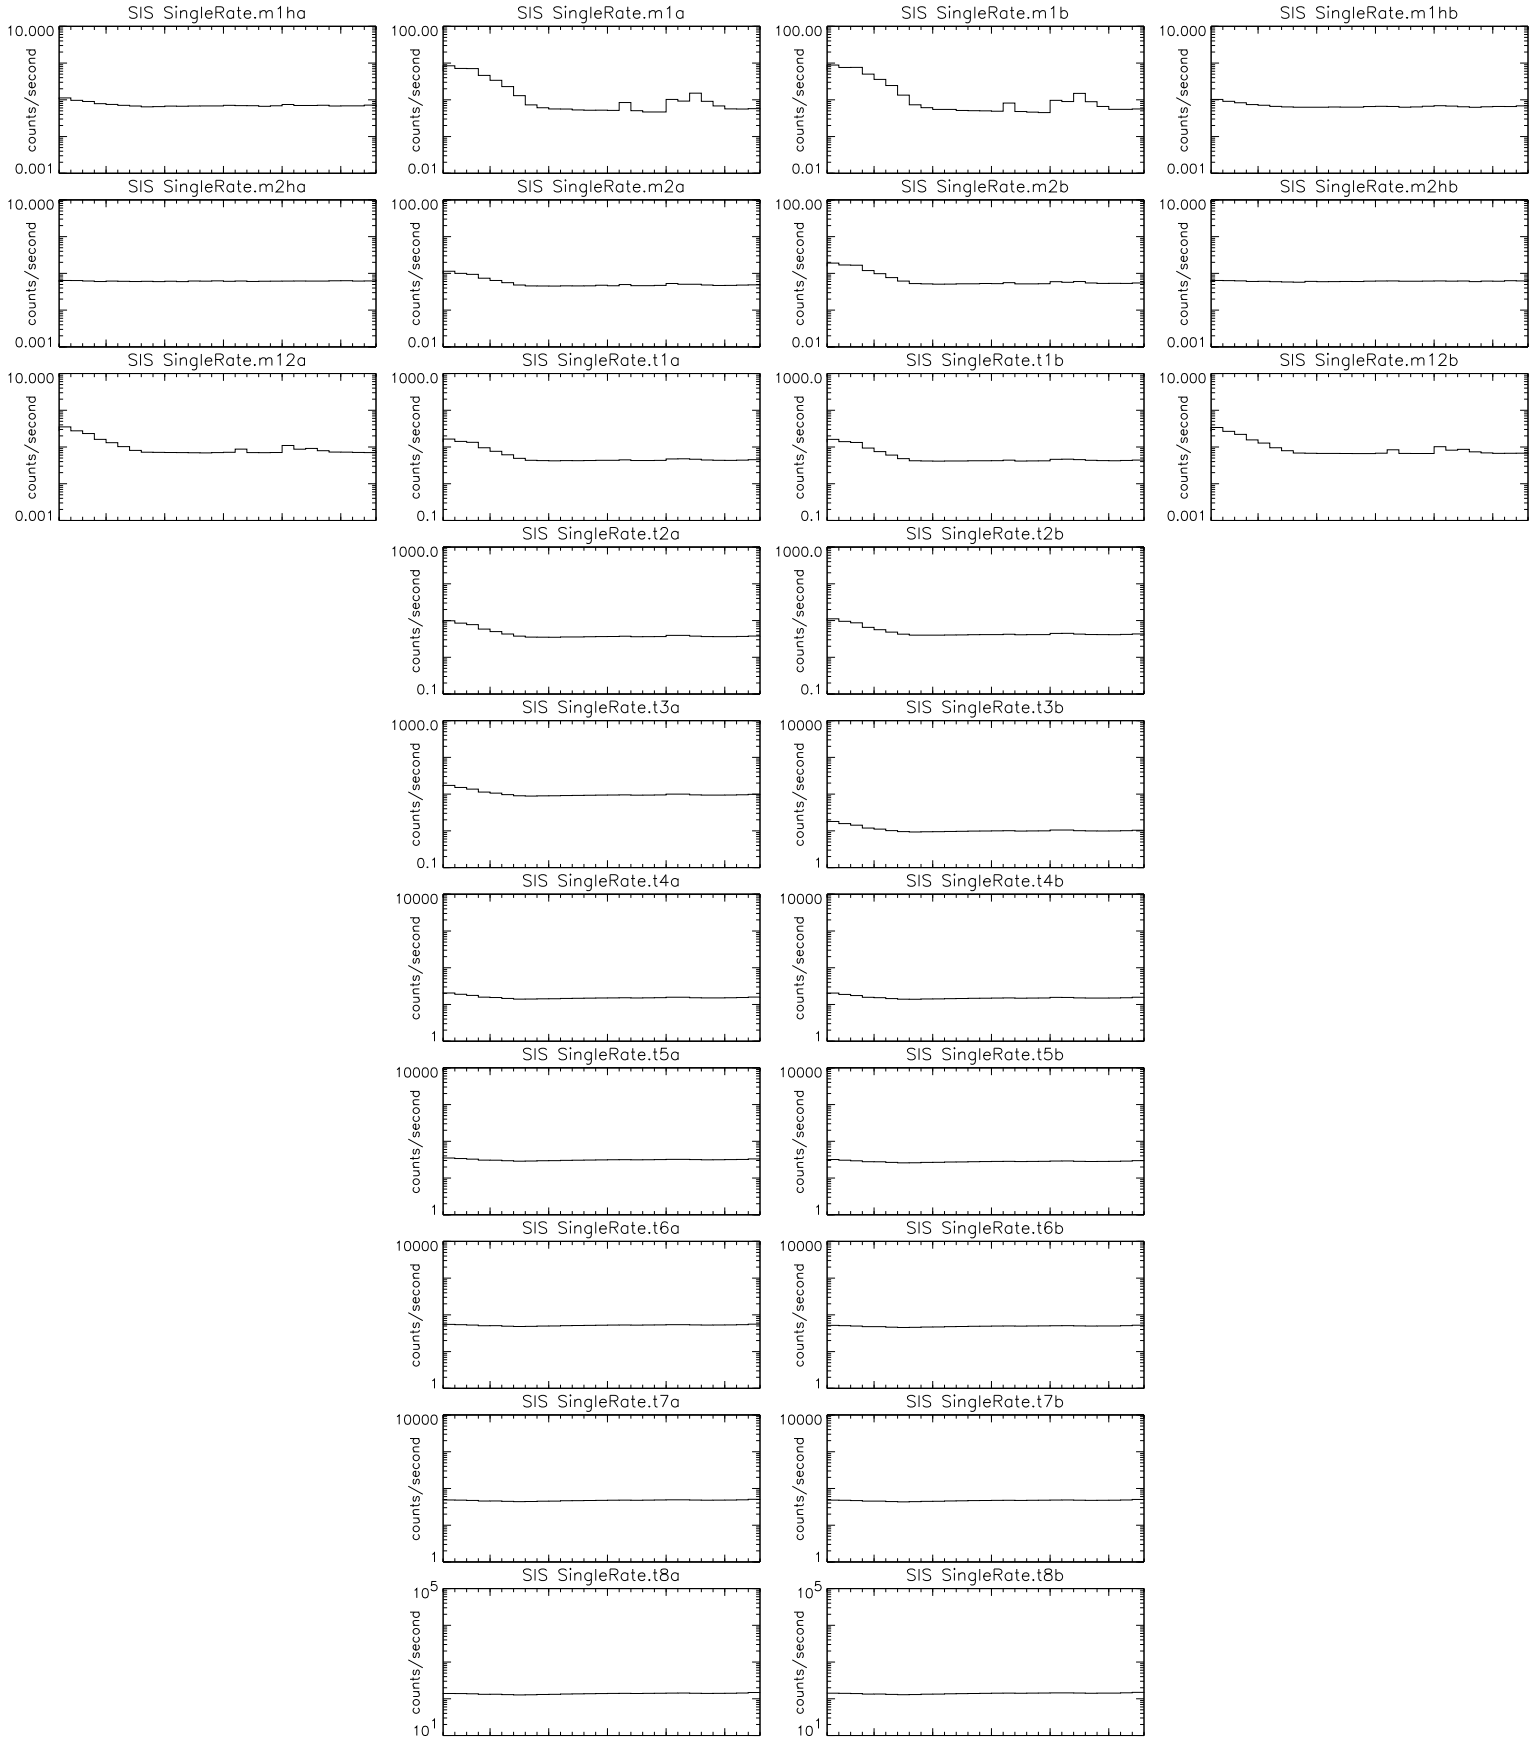 SIS SingleRate.m1ha
10.000
counts/second
0.001
SIS SingleRate.m1a
100.00
counts/second
0.01
SIS SingleRate.m1b
100.00
counts/second
0.01
SIS SingleRate.m1hb
10.000
counts/second
0.001
SIS SingleRate.m2ha
10.000
counts/second
0.001
SIS SingleRate.m2a
100.00
counts/second
0.01
SIS SingleRate.m2b
100.00
counts/second
0.01
SIS SingleRate.m2hb
10.000
counts/second
0.001
SIS SingleRate.m12a
10.000
counts/second
0.001
SIS SingleRate.t1a
1000.0
counts/second
0.1
SIS SingleRate.t1b
1000.0
counts/second
0.1
SIS SingleRate.m12b
10.000
counts/second
0.001
SIS SingleRate.t2a
1000.0
counts/second
0.1
SIS SingleRate.t2b
1000.0
counts/second
0.1
SIS SingleRate.t3a
1000.0
counts/second
0.1
SIS SingleRate.t3b
10000
counts/second
1
SIS SingleRate.t4a
10000
counts/second
1
SIS SingleRate.t4b
10000
counts/second
1
SIS SingleRate.t5a
10000
counts/second
1
SIS SingleRate.t5b
10000
counts/second
1
SIS SingleRate.t6a
10000
counts/second
1
SIS SingleRate.t6b
10000
counts/second
1
SIS SingleRate.t7a
10000
counts/second
1
SIS SingleRate.t7b
10000
counts/second
1
SIS SingleRate.t8a
10⁵
counts/second
10¹
SIS SingleRate.t8b
10⁵
counts/second
10¹